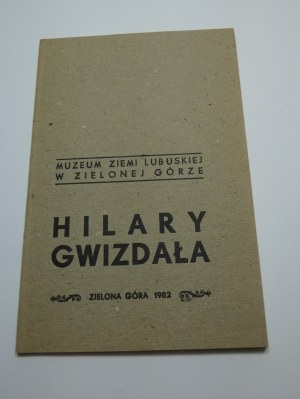 MUZEUM ZIEMI LUBUSKIEJ
W ZIELONEJ GÓRZE
HILARY
GWIZDAŁA
ZIELONA GÓRA 1982